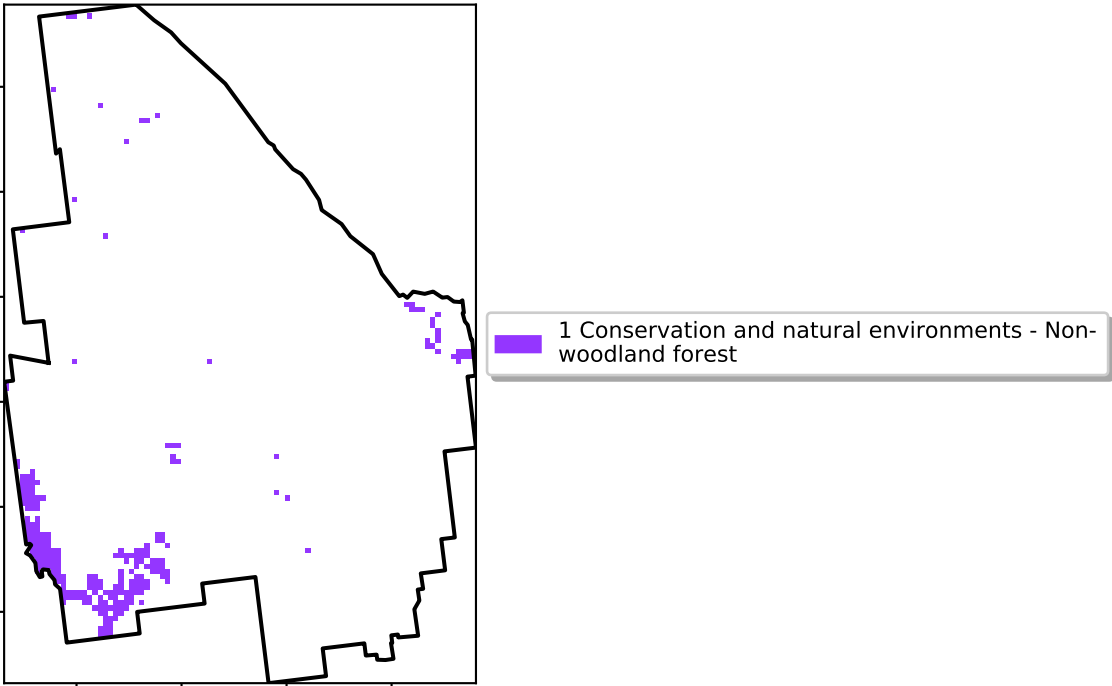 1 Conservation and natural environments - Non-
woodland forest